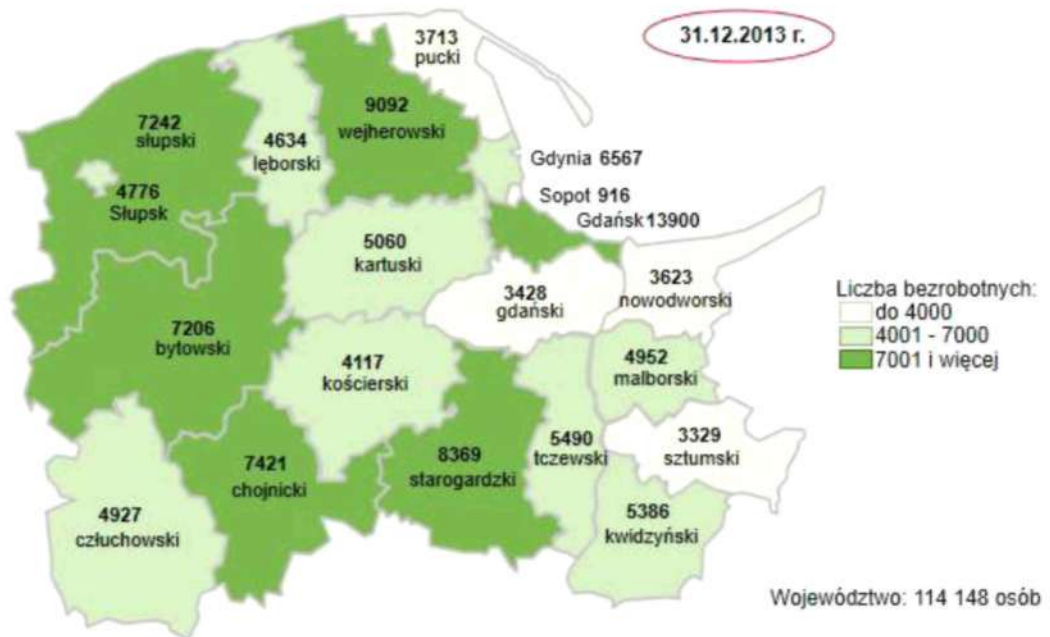 31.12.2013 r.
3713
pucki
9092
wejherowski
7242
słupski
4634
lęborski
4776
Słupsk
Gdynia 6567
Sopot 916
Gdańsk 13900
5060
kartuski
3428
gdański
3623
nowodworski
Liczba bezrobotnych:
do 4000
4001 - 7000
7001 i więcej
7206
bytowski
4117
kościerski
4952
malborski
8369
starogardzki
5490
tczewski
3329
sztumski
7421
chojnicki
4927
człuchowski
5386
kwidzyński
Województwo: 114 148 osób